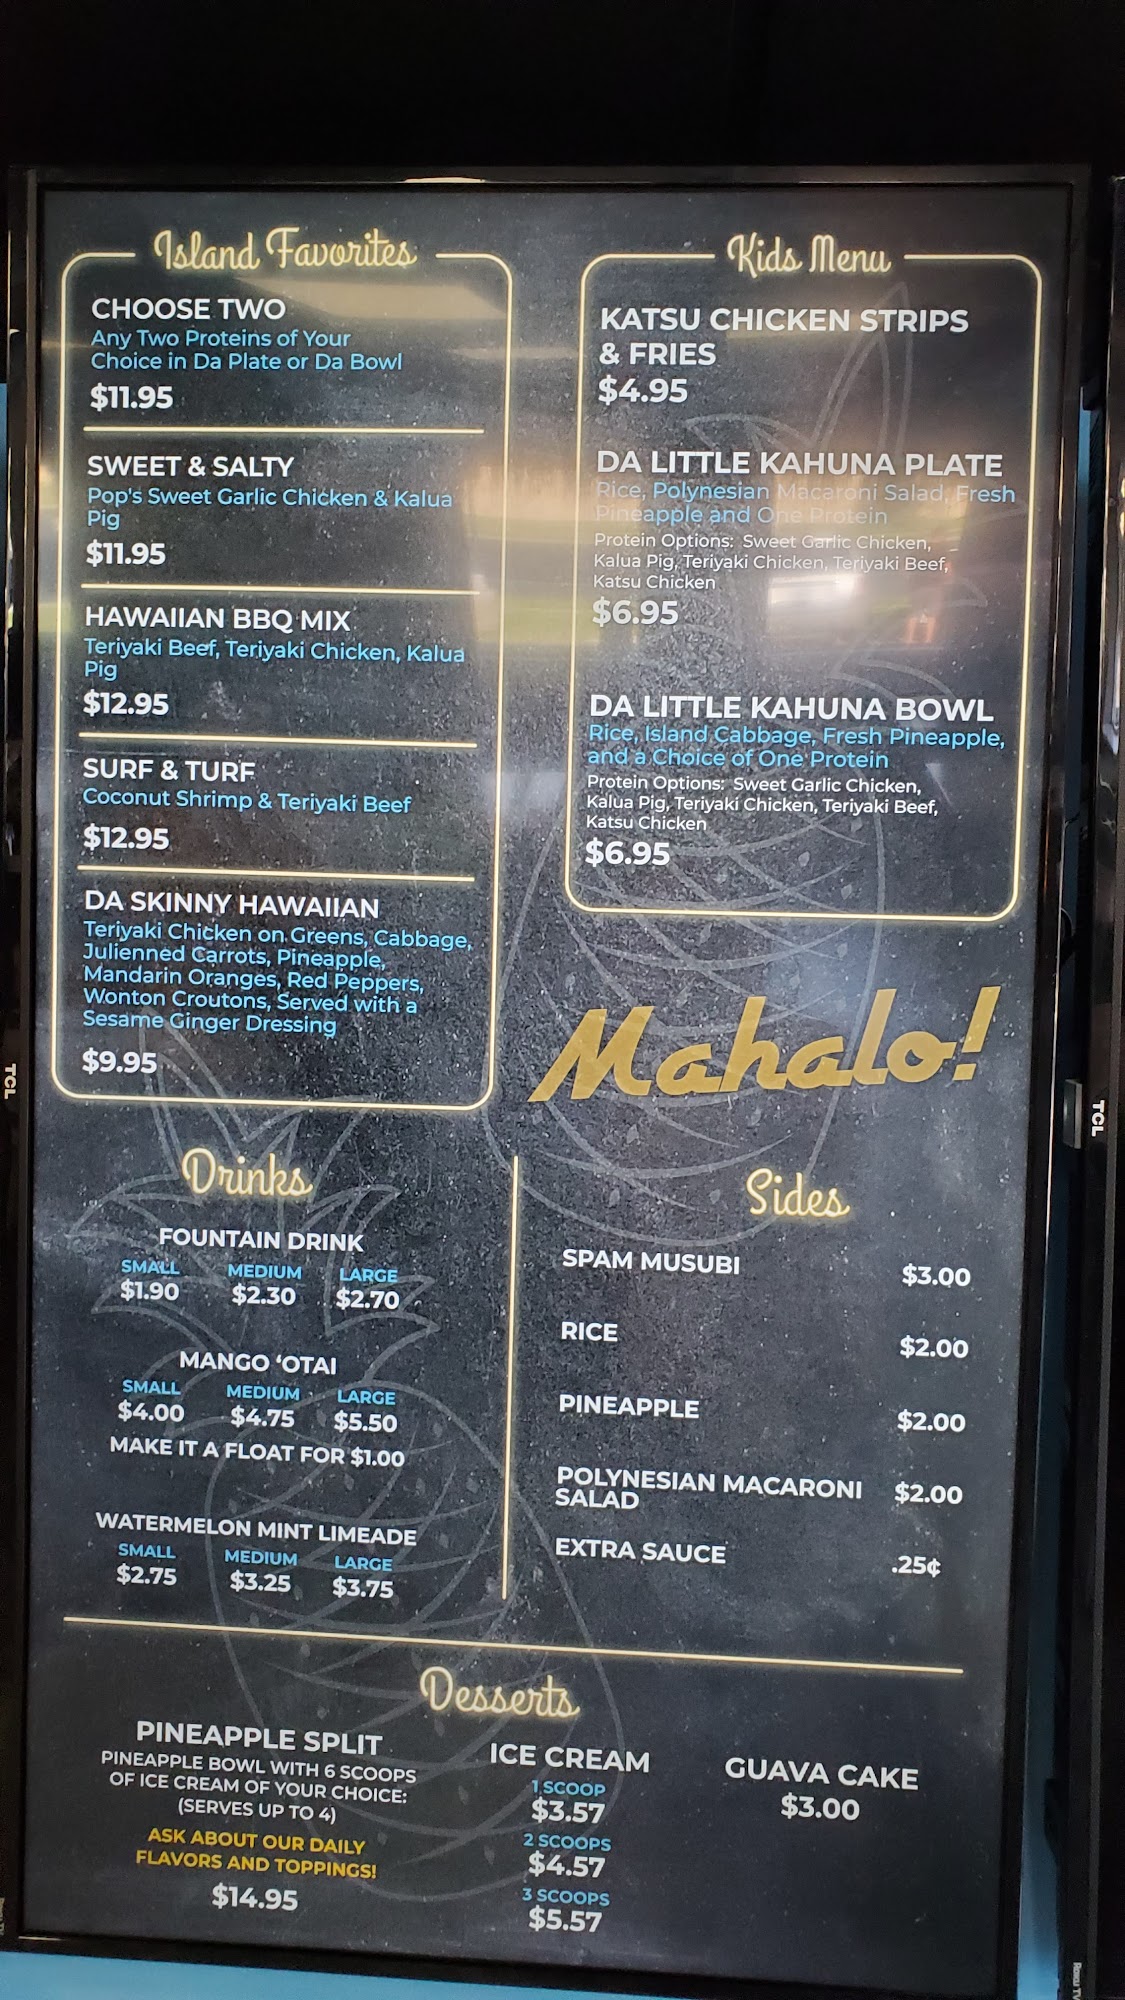 Island Favorites
CHOOSE TWO
Any Two Proteins of Your
Choice in Da Plate or Da Bowl
$11.95
SWEET & SALTY
Pop's Sweet Garlic Chicken & Kalua
Pig
$11.95
HAWAIIAN BBQ MIX
Teriyaki Beef, Teriyaki Chicken, Kalua
Pig
$12.95
SURF & TURF
Coconut Shrimp & Teriyaki Beef
$12.95
DA SKINNY HAWAIIAN
Teriyaki Chicken on Greens, Cabbage,
Julienned Carrots, Pineapple,
Mandarin Oranges, Red Peppers,
Wonton Croutons, Served with a
Sesame Ginger Dressing
$9.95
Kids Menu
KATSU CHICKEN STRIPS
& FRIES
$4.95
DA LITTLE KAHUNA PLATE
Rice, Polynesian Macaroni Salad, Fresh
Pineapple and One Protein
Protein Options: Sweet Garlic Chicken,
Kalua Pig, Teriyaki Chicken, Teriyaki Beef,
Katsu Chicken
$6.95
DA LITTLE KAHUNA BOWL
Rice, Island Cabbage, Fresh Pineapple,
and a Choice of One Protein
Protein Options: Sweet Garlic Chicken,
Kalua Pig, Teriyaki Chicken, Teriyaki Beef,
Katsu Chicken
$6.95
Mahalo!
TCL
TCL
Drinks
FOUNTAIN DRINK
SMALL MEDIUM LARGE
$1.90 $2.30 $2.70
MANGO ‘OTAI
SMALL MEDIUM LARGE
$4.00 $4.75 $5.50
MAKE IT A FLOAT FOR $1.00
WATERMELON MINT LIMEADE
SMALL MEDIUM LARGE
$2.75 $3.25 $3.75
Sides
SPAM MUSUBI $3.00
RICE $2.00
PINEAPPLE $2.00
POLYNESIAN MACARONI $2.00
SALAD
EXTRA SAUCE .25¢
Desserts
PINEAPPLE SPLIT
PINEAPPLE BOWL WITH 6 SCOOPS
OF ICE CREAM OF YOUR CHOICE:
(SERVES UP TO 4)
ASK ABOUT OUR DAILY
FLAVORS AND TOPPINGS!
$14.95
ICE CREAM
1 SCOOP
$3.57
2 SCOOPS
$4.57
3 SCOOPS
$5.57
GUAVA CAKE
$3.00
Roku TV